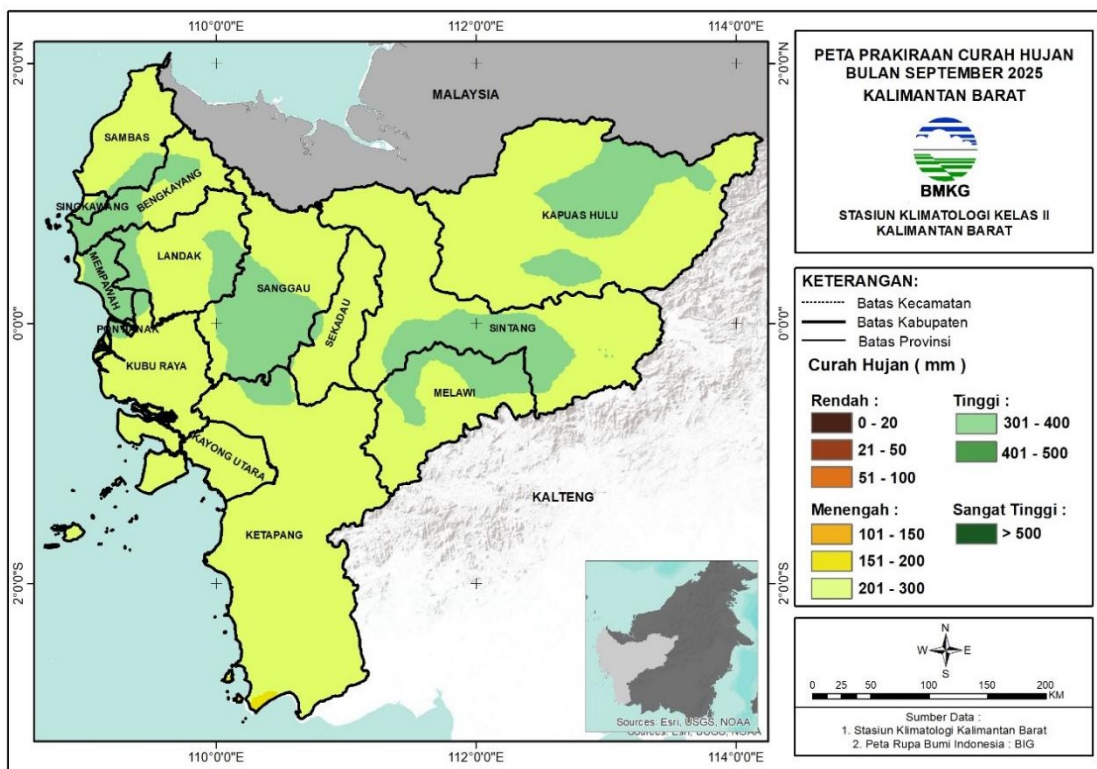 110°0'0"E 112°0'0"E 114°0'0"E
2°0'0"N
0°0'0"
2°0'0"S
MALAYSIA
SAMBAS
SINGKAWANG
BENGKAYANG
KAPUAS HULU
LANDAK
MEMPAWAH
SANGGAU
SEKADAU
SINTANG
PONTIANAK
KUBU RAYA
MELAWI
KAYONG UTARA
KETAPANG
KALTENG
Sources: Esri, USGS, NOAA
Sources: Esri, USGS, NOAA
2°0'0"N
0°0'0"
2°0'0"S
110°0'0"E 112°0'0"E 114°0'0"E
PETA PRAKIRAAN CURAH HUJAN
BULAN SEPTEMBER 2025
KALIMANTAN BARAT
BMKG
STASIUN KLIMATOLOGI KELAS II
KALIMANTAN BARAT
KETERANGAN:
Batas Kecamatan
Batas Kabupaten
Batas Provinsi
Curah Hujan ( mm )
Rendah :
0 - 20
21 - 50
51 - 100
Menengah :
101 - 150
151 - 200
201 - 300
Tinggi :
301 - 400
401 - 500
Sangat Tinggi :
> 500
N
W E
S
0 25 50 100 150 200
KM
Sumber Data :
1. Stasiun Klimatologi Kalimantan Barat
2. Peta Rupa Bumi Indonesia : BIG